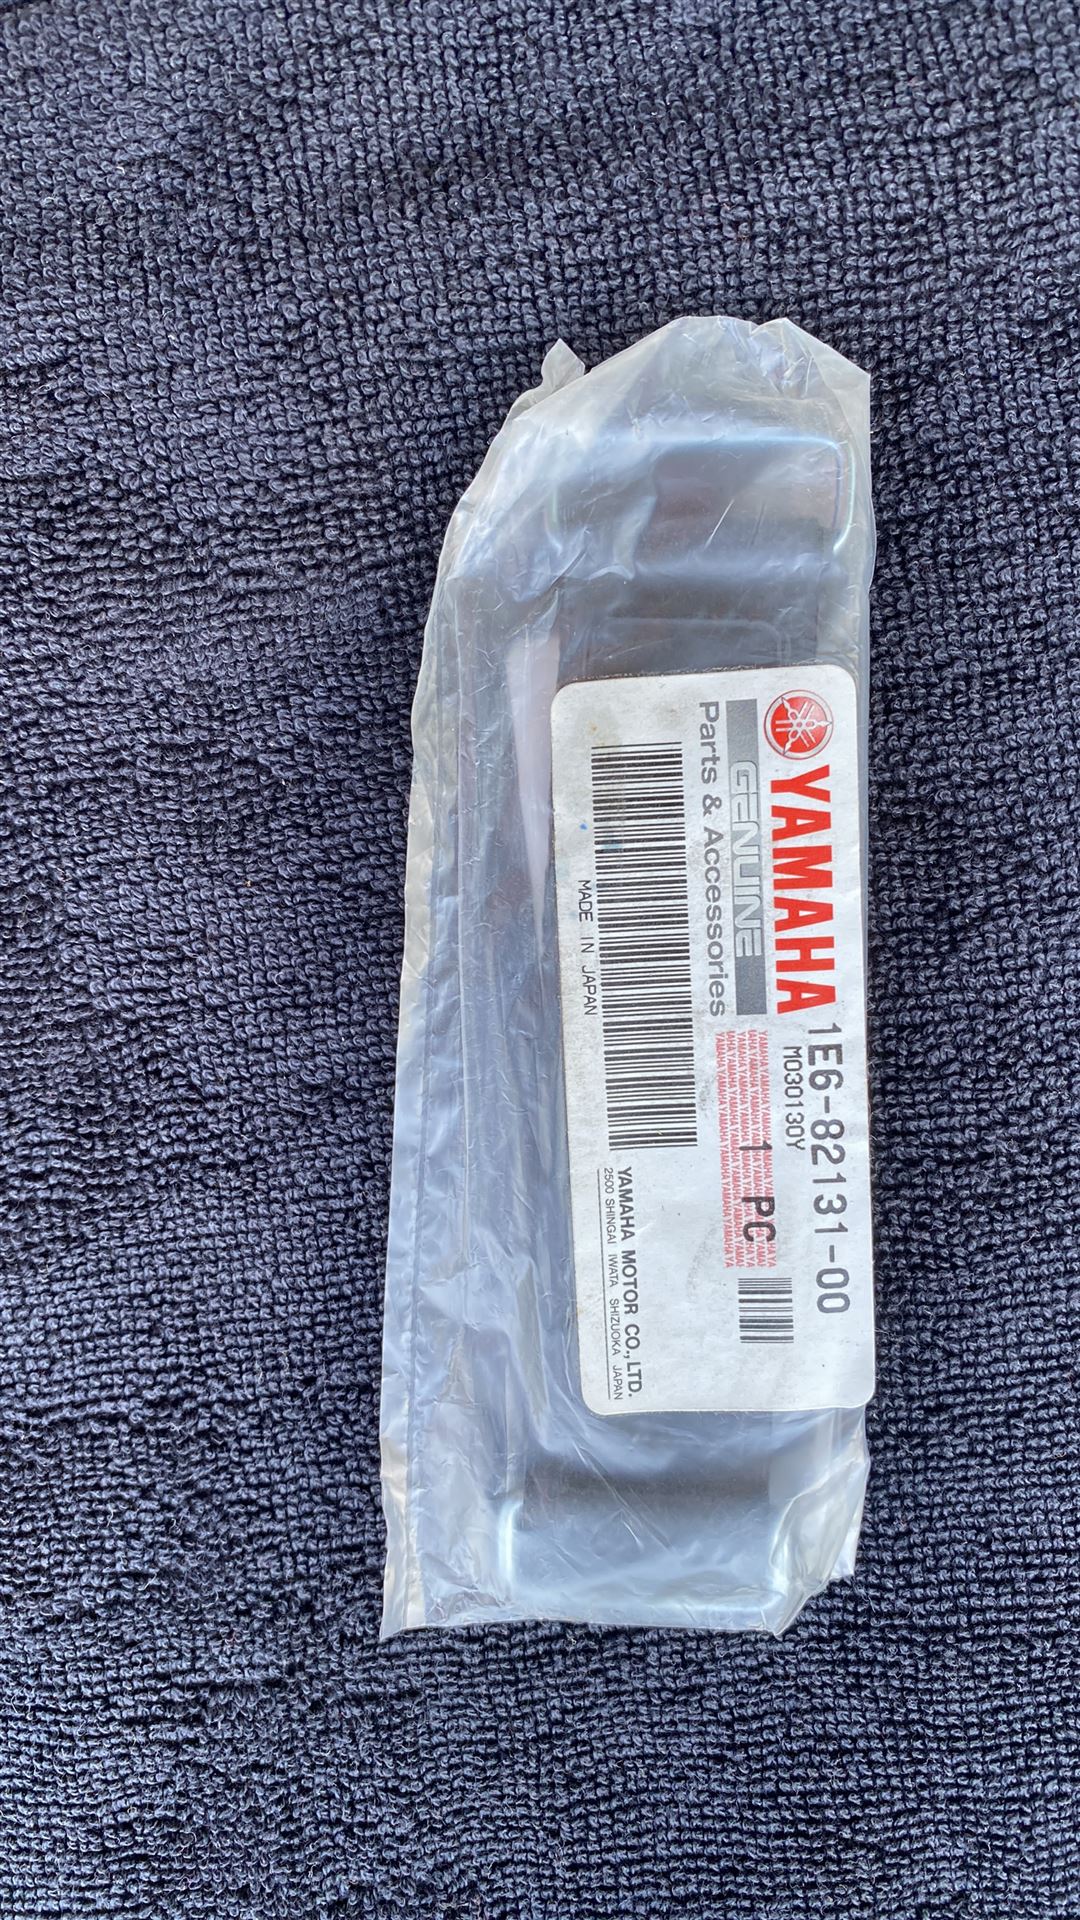 YAMAHA
GENUINE
Parts & Accessories
1E6-82131-00
M030130Y
1 PC
MADE IN JAPAN
YAMAHA MOTOR CO., LTD.
2500 SHINGAI IWATA SHIZUOKA JAPAN